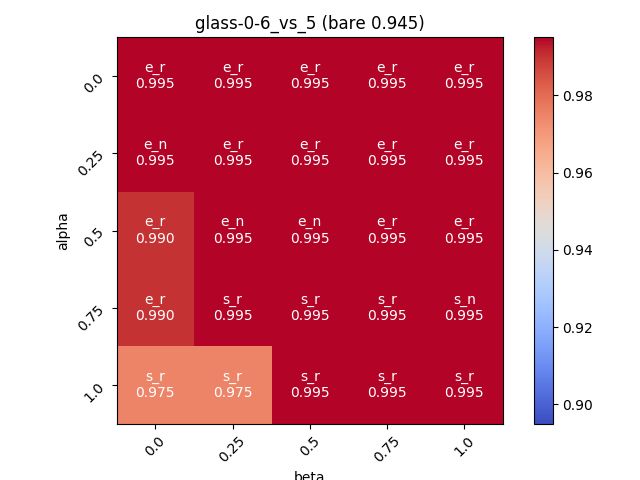 glass-0-6_vs_5 (bare 0.945)
0.0
e_r e_r e_r e_r e_r
0.995 0.995 0.995 0.995 0.995
0.25
e_n e_r e_r e_r e_r
0.995 0.995 0.995 0.995 0.995
alpha
0.5
e_r e_n e_n e_r e_r
0.990 0.995 0.995 0.995 0.995
0.75
e_r s_r s_r s_r s_n
0.990 0.995 0.995 0.995 0.995
1.0
s_r s_r s_r s_r s_r
0.975 0.975 0.995 0.995 0.995
0.0 0.25 0.5 0.75 1.0
beta
0.98
0.96
0.94
0.92
0.90